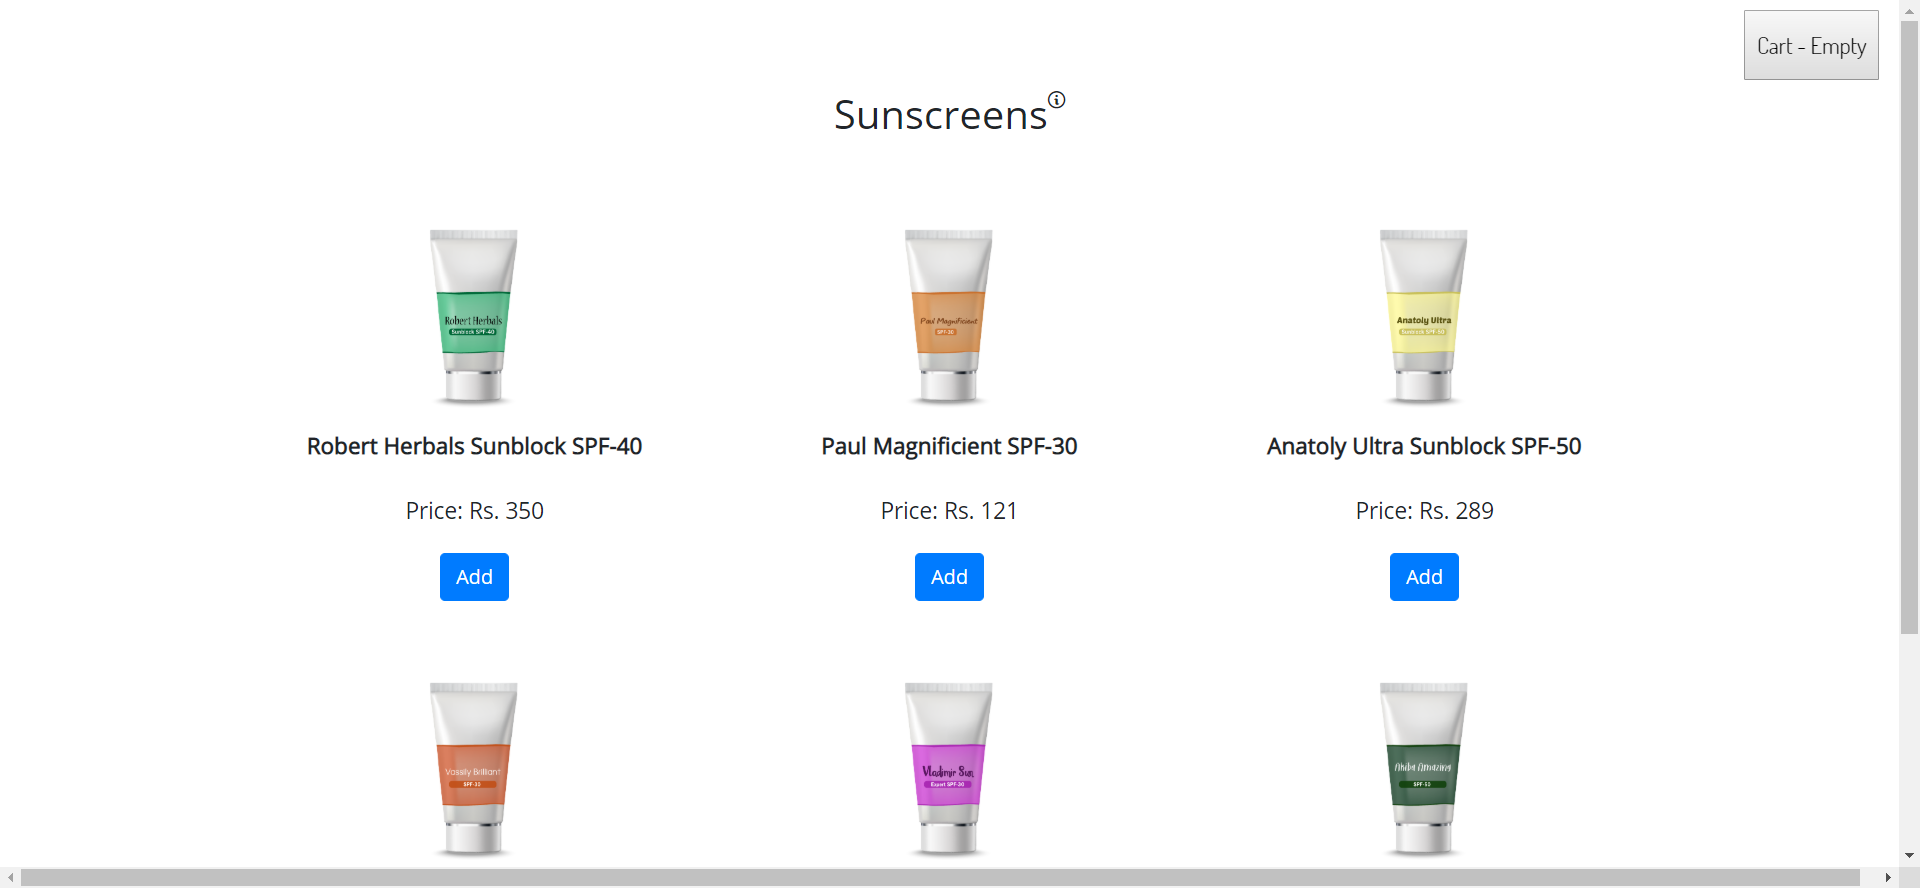 Cart - Empty
Sunscreens
Robert Herbals
Sunblock SPF-40
Paul Magnificient
SPF-30
Anatoly Ultra
Sunblock SPF-50
Robert Herbals Sunblock SPF-40
Paul Magnificient SPF-30
Anatoly Ultra Sunblock SPF-50
Price: Rs. 350
Price: Rs. 121
Price: Rs. 289
Add
Add
Add
Vassily Brilliant
SPF-30
Vladimir Sun
Expert SPF-30
Akiba Amazing
SPF-50